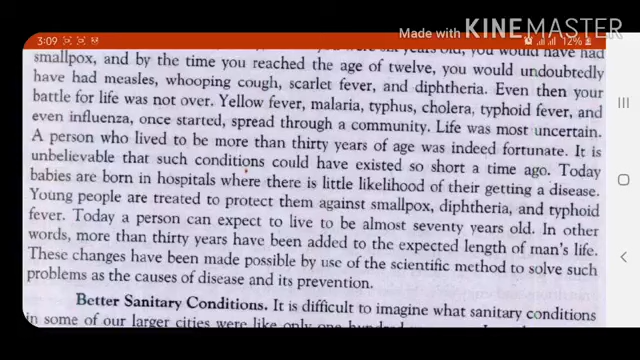 Made with KINEMASTER
3:09
12%
were six years old, you would have had
smallpox, and by the time you reached the age of twelve, you would undoubtedly
have had measles, whooping cough, scarlet fever, and diphtheria. Even then your
battle for life was not over. Yellow fever, malaria, typhus, cholera, typhoid fever, and
even influenza, once started, spread through a community. Life was most uncertain.
A person who lived to be more than thirty years of age was indeed fortunate. It is
unbelievable that such conditions could have existed so short a time ago. Today
babies are born in hospitals where there is little likelihood of their getting a disease.
Young people are treated to protect them against smallpox, diphtheria, and typhoid
fever. Today a person can expect to live to be almost seventy years old. In other
words, more than thirty years have been added to the expected length of man's life.
These changes have been made possible by use of the scientific method to solve such
problems as the causes of disease and its prevention.
Better Sanitary Conditions. It is difficult to imagine what sanitary conditions
in some of our larger cities were like only one hundred